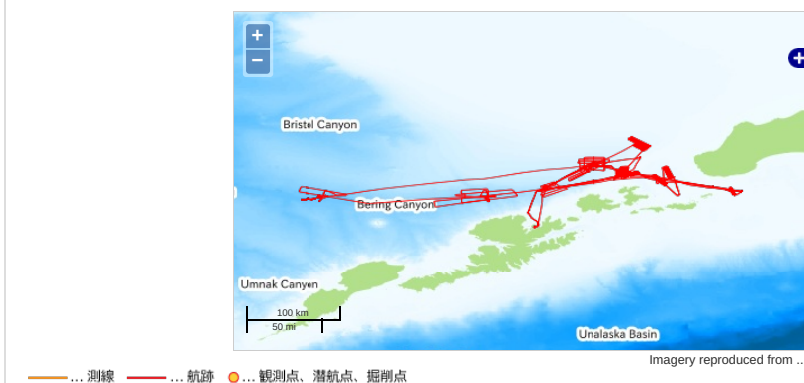 +
−
+
Bristol Canyon
Bering Canyon
Umnak Canyon
100 km
50 mi
Unalaska Basin
Imagery reproduced from ...
... 測線 ... 航跡 ... 観測点、潜航点、掘削点